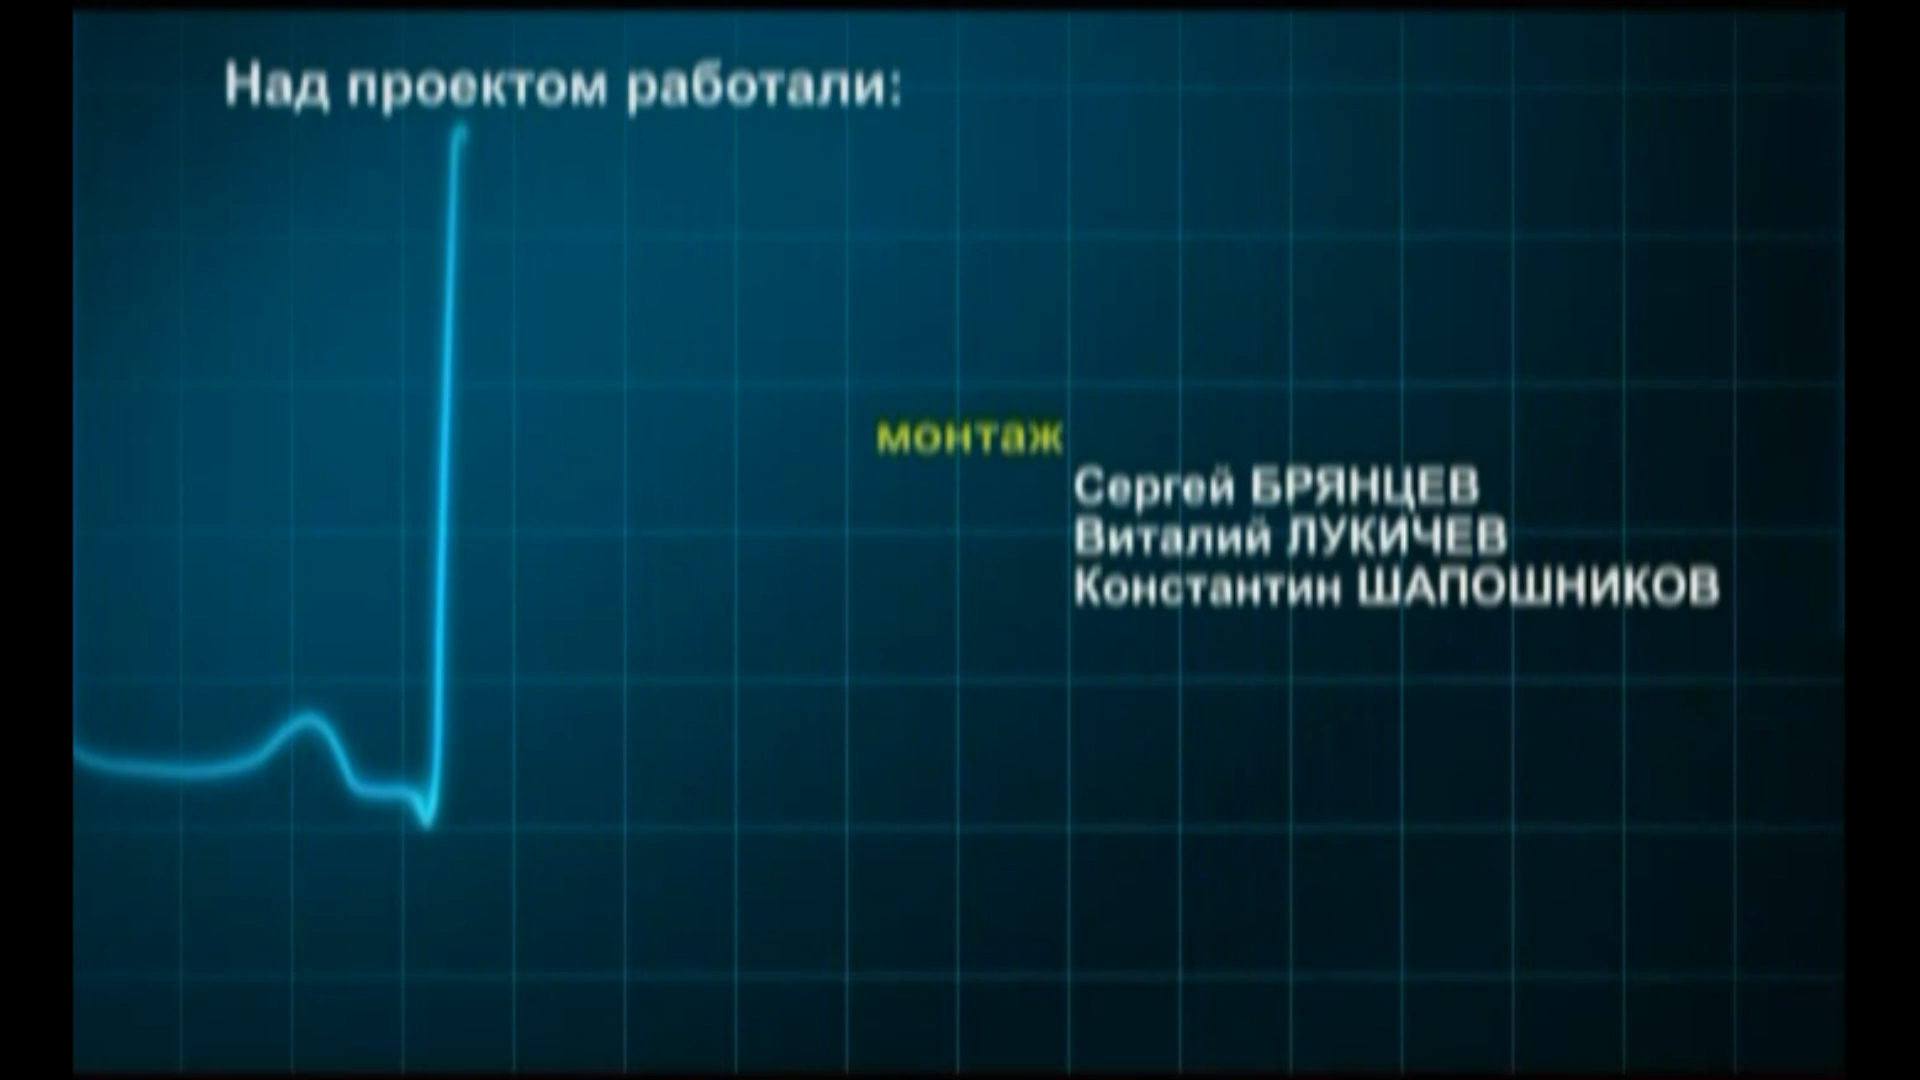 Над проектом работали:
монтаж
Сергей БРЯНЦЕВ
Виталий ЛУКИЧЕВ
Константин ШАПОШНИКОВ